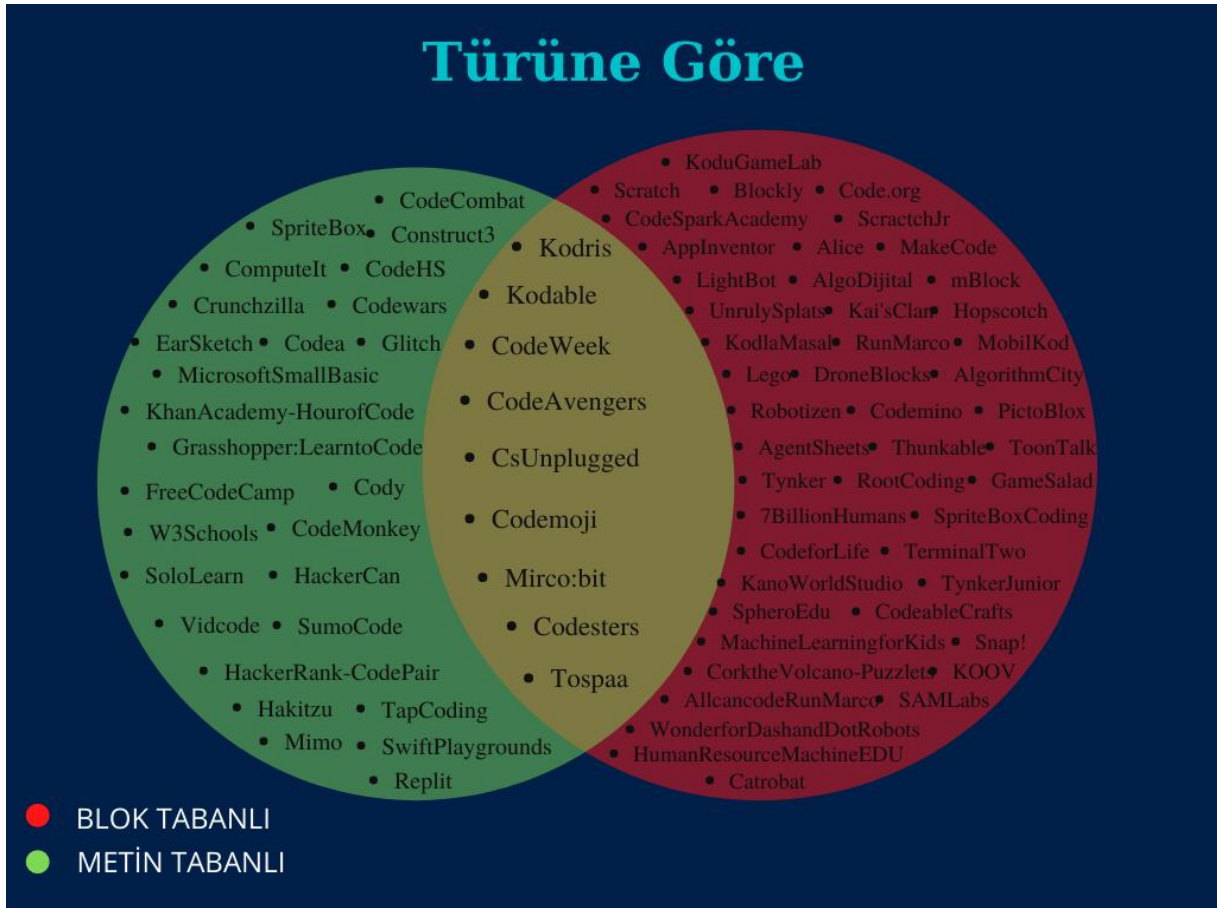 Türüne Göre
• CodeCombat
• SpriteBox • Construct3
• ComputeIt • CodeHS
• Crunchzilla • Codewars
• EarSketch • Codea • Glitch
• MicrosoftSmallBasic
• KhanAcademy-HourofCode
• Grasshopper:LearntoCode
• FreeCodeCamp • Cody
• W3Schools • CodeMonkey
• SoloLearn • HackerCan
• Vidcode • SumoCode
• HackerRank-CodePair
• Hakitzu • TapCoding
• Mimo • SwiftPlaygrounds
• Replit
• Kodris
• Kodable
• CodeWeek
• CodeAvengers
• CsUnplugged
• Codemoji
• Mirco:bit
• Codesters
• Tospaa
• KoduGameLab
• Scratch • Blockly • Code.org
• CodeSparkAcademy • ScractchJr
• AppInventor • Alice • MakeCode
• LightBot • AlgoDijital • mBlock
• UnrulySplats • Kai'sClan • Hopscotch
• KodlaMasal • RunMarco • MobilKod
• Lego • DroneBlocks • AlgorithmCity
• Robotizen • Codemino • PictoBlox
• AgentSheets • Thunkable • ToonTalk
• Tynker • RootCoding • GameSalad
• 7BillionHumans • SpriteBoxCoding
• CodeforLife • TerminalTwo
• KanoWorldStudio • TynkerJunior
• SpheroEdu • CodeableCrafts
• MachineLearningforKids • Snap!
• CorktheVolcano-Puzzlets • KOOV
• AllcancodeRunMarco • SAMLabs
• WonderforDashandDotRobots
• HumanResourceMachineEDU
• Catrobat
BLOK TABANLI
METİN TABANLI